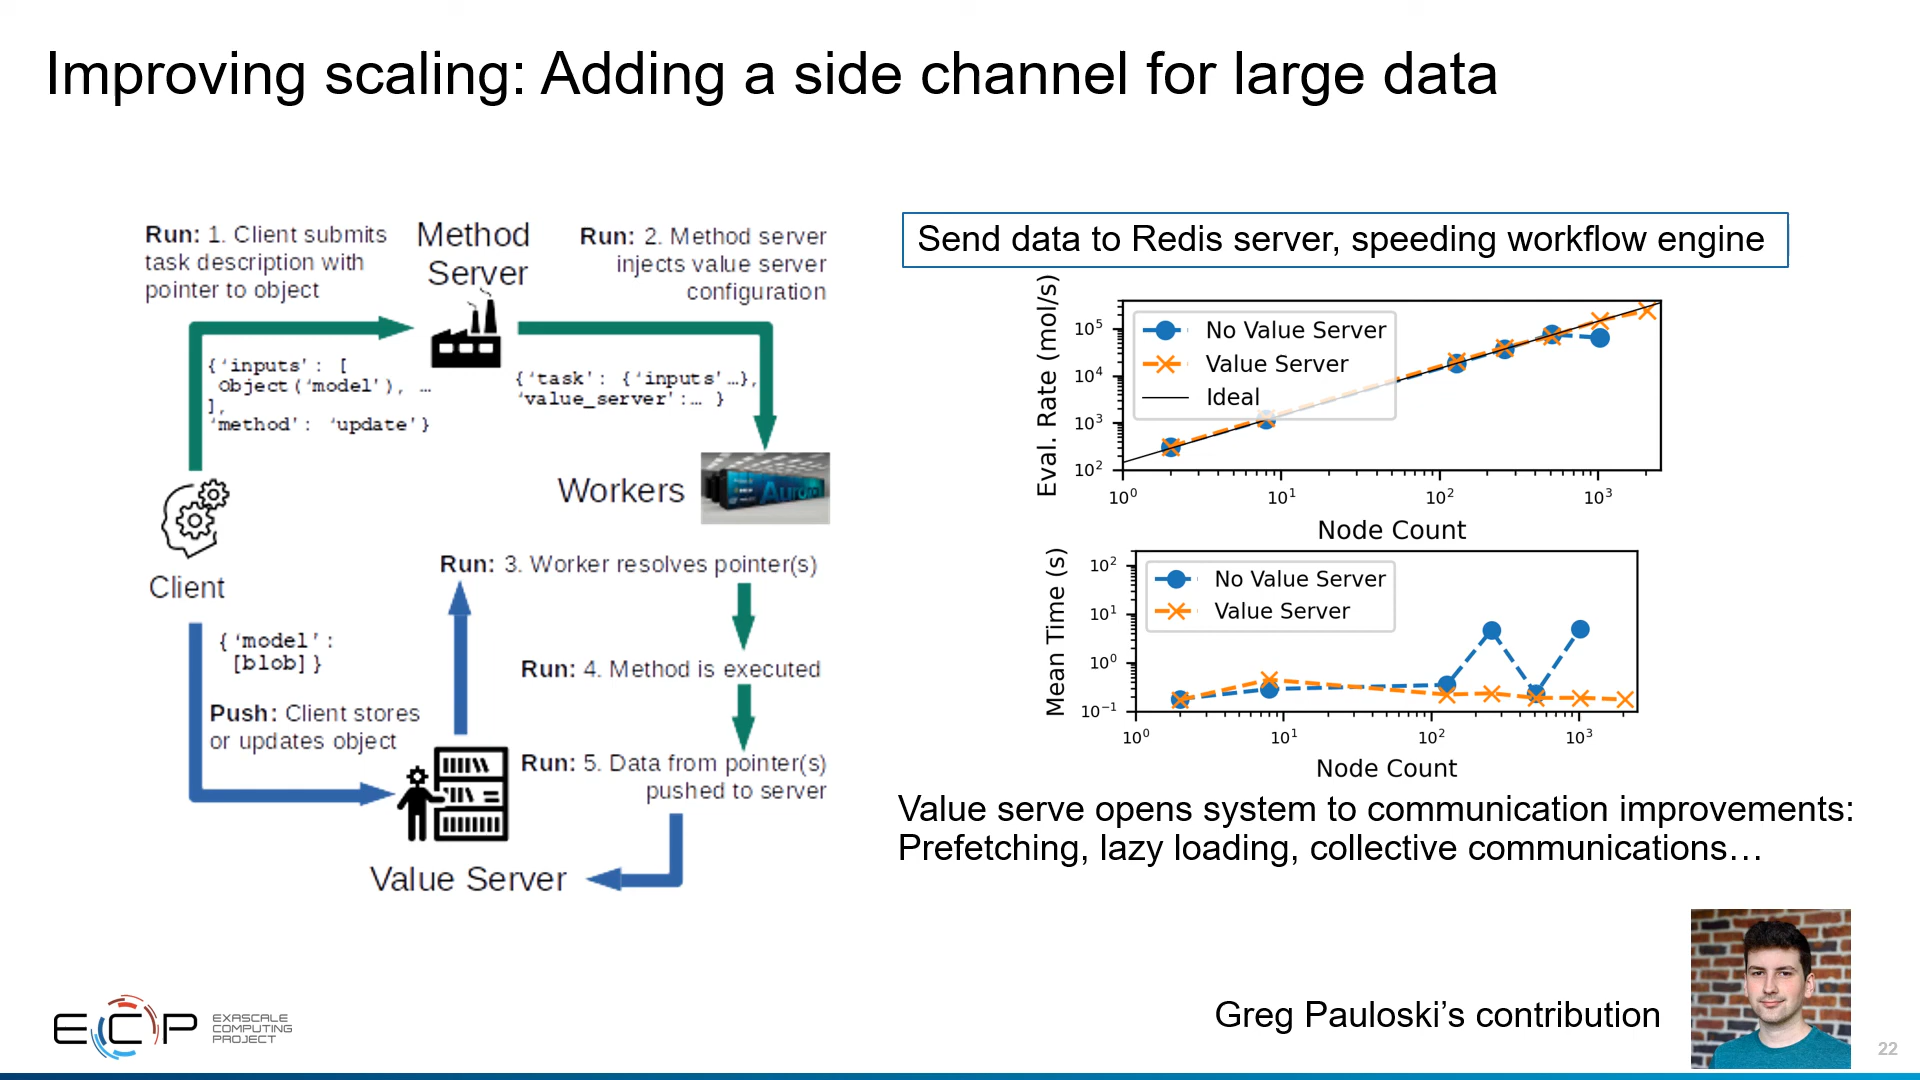 Improving scaling: Adding a side channel for large data
Run: 1. Client submits
task description with
pointer to object
Method
Server
Run: 2. Method server
injects value server
configuration
{‘inputs’: [
Object(‘model’), …
],
‘method’: ‘update’}
{‘task’: {‘inputs’…},
‘value_server’:… }
Workers
Aurora
Client
Run: 3. Worker resolves pointer(s)
{‘model’:
[blob]}
Run: 4. Method is executed
Push: Client stores
or updates object
Run: 5. Data from pointer(s)
pushed to server
Value Server
Send data to Redis server, speeding workflow engine
Eval. Rate (mol/s)
10⁵
10⁴
10³
10²
No Value Server
Value Server
Ideal
10⁰ 10¹ 10² 10³
Node Count
Mean Time (s)
10²
10¹
10⁰
10⁻¹
No Value Server
Value Server
10⁰ 10¹ 10² 10³
Node Count
Value serve opens system to communication improvements:
Prefetching, lazy loading, collective communications…
Greg Pauloski’s contribution
ECP
EXASCALE
COMPUTING
PROJECT
22